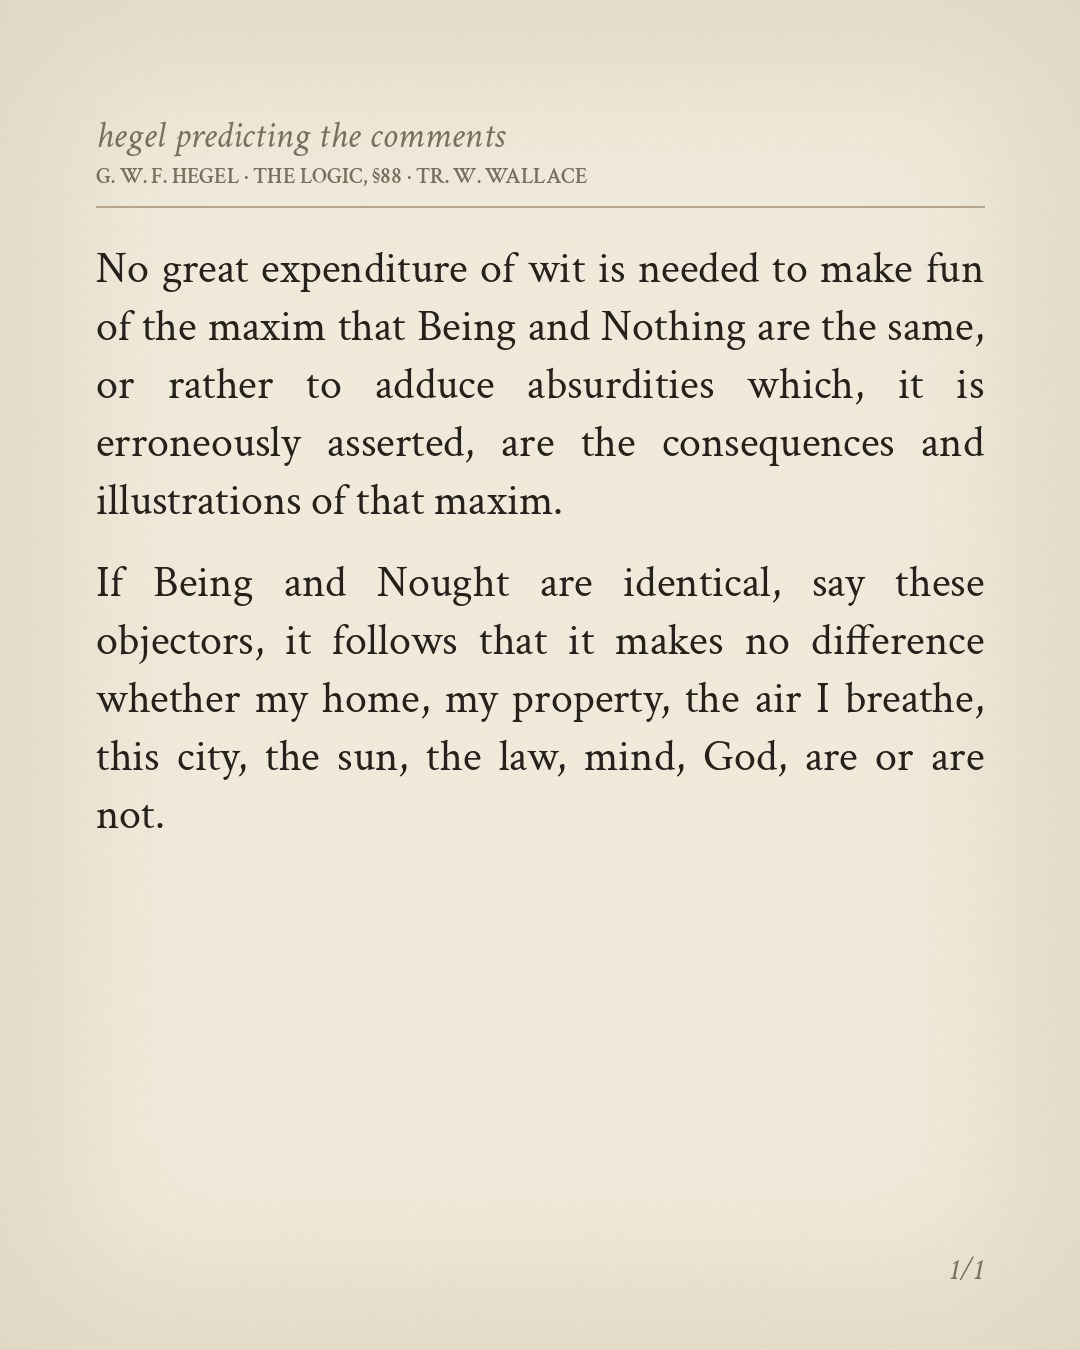 hegel predicting the comments
G. W. F. HEGEL · THE LOGIC, §88 · TR. W. WALLACE
No great expenditure of wit is needed to make fun
of the maxim that Being and Nothing are the same,
or rather to adduce absurdities which, it is
erroneously asserted, are the consequences and
illustrations of that maxim.
If Being and Nought are identical, say these
objectors, it follows that it makes no difference
whether my home, my property, the air I breathe,
this city, the sun, the law, mind, God, are or are
not.
1/1